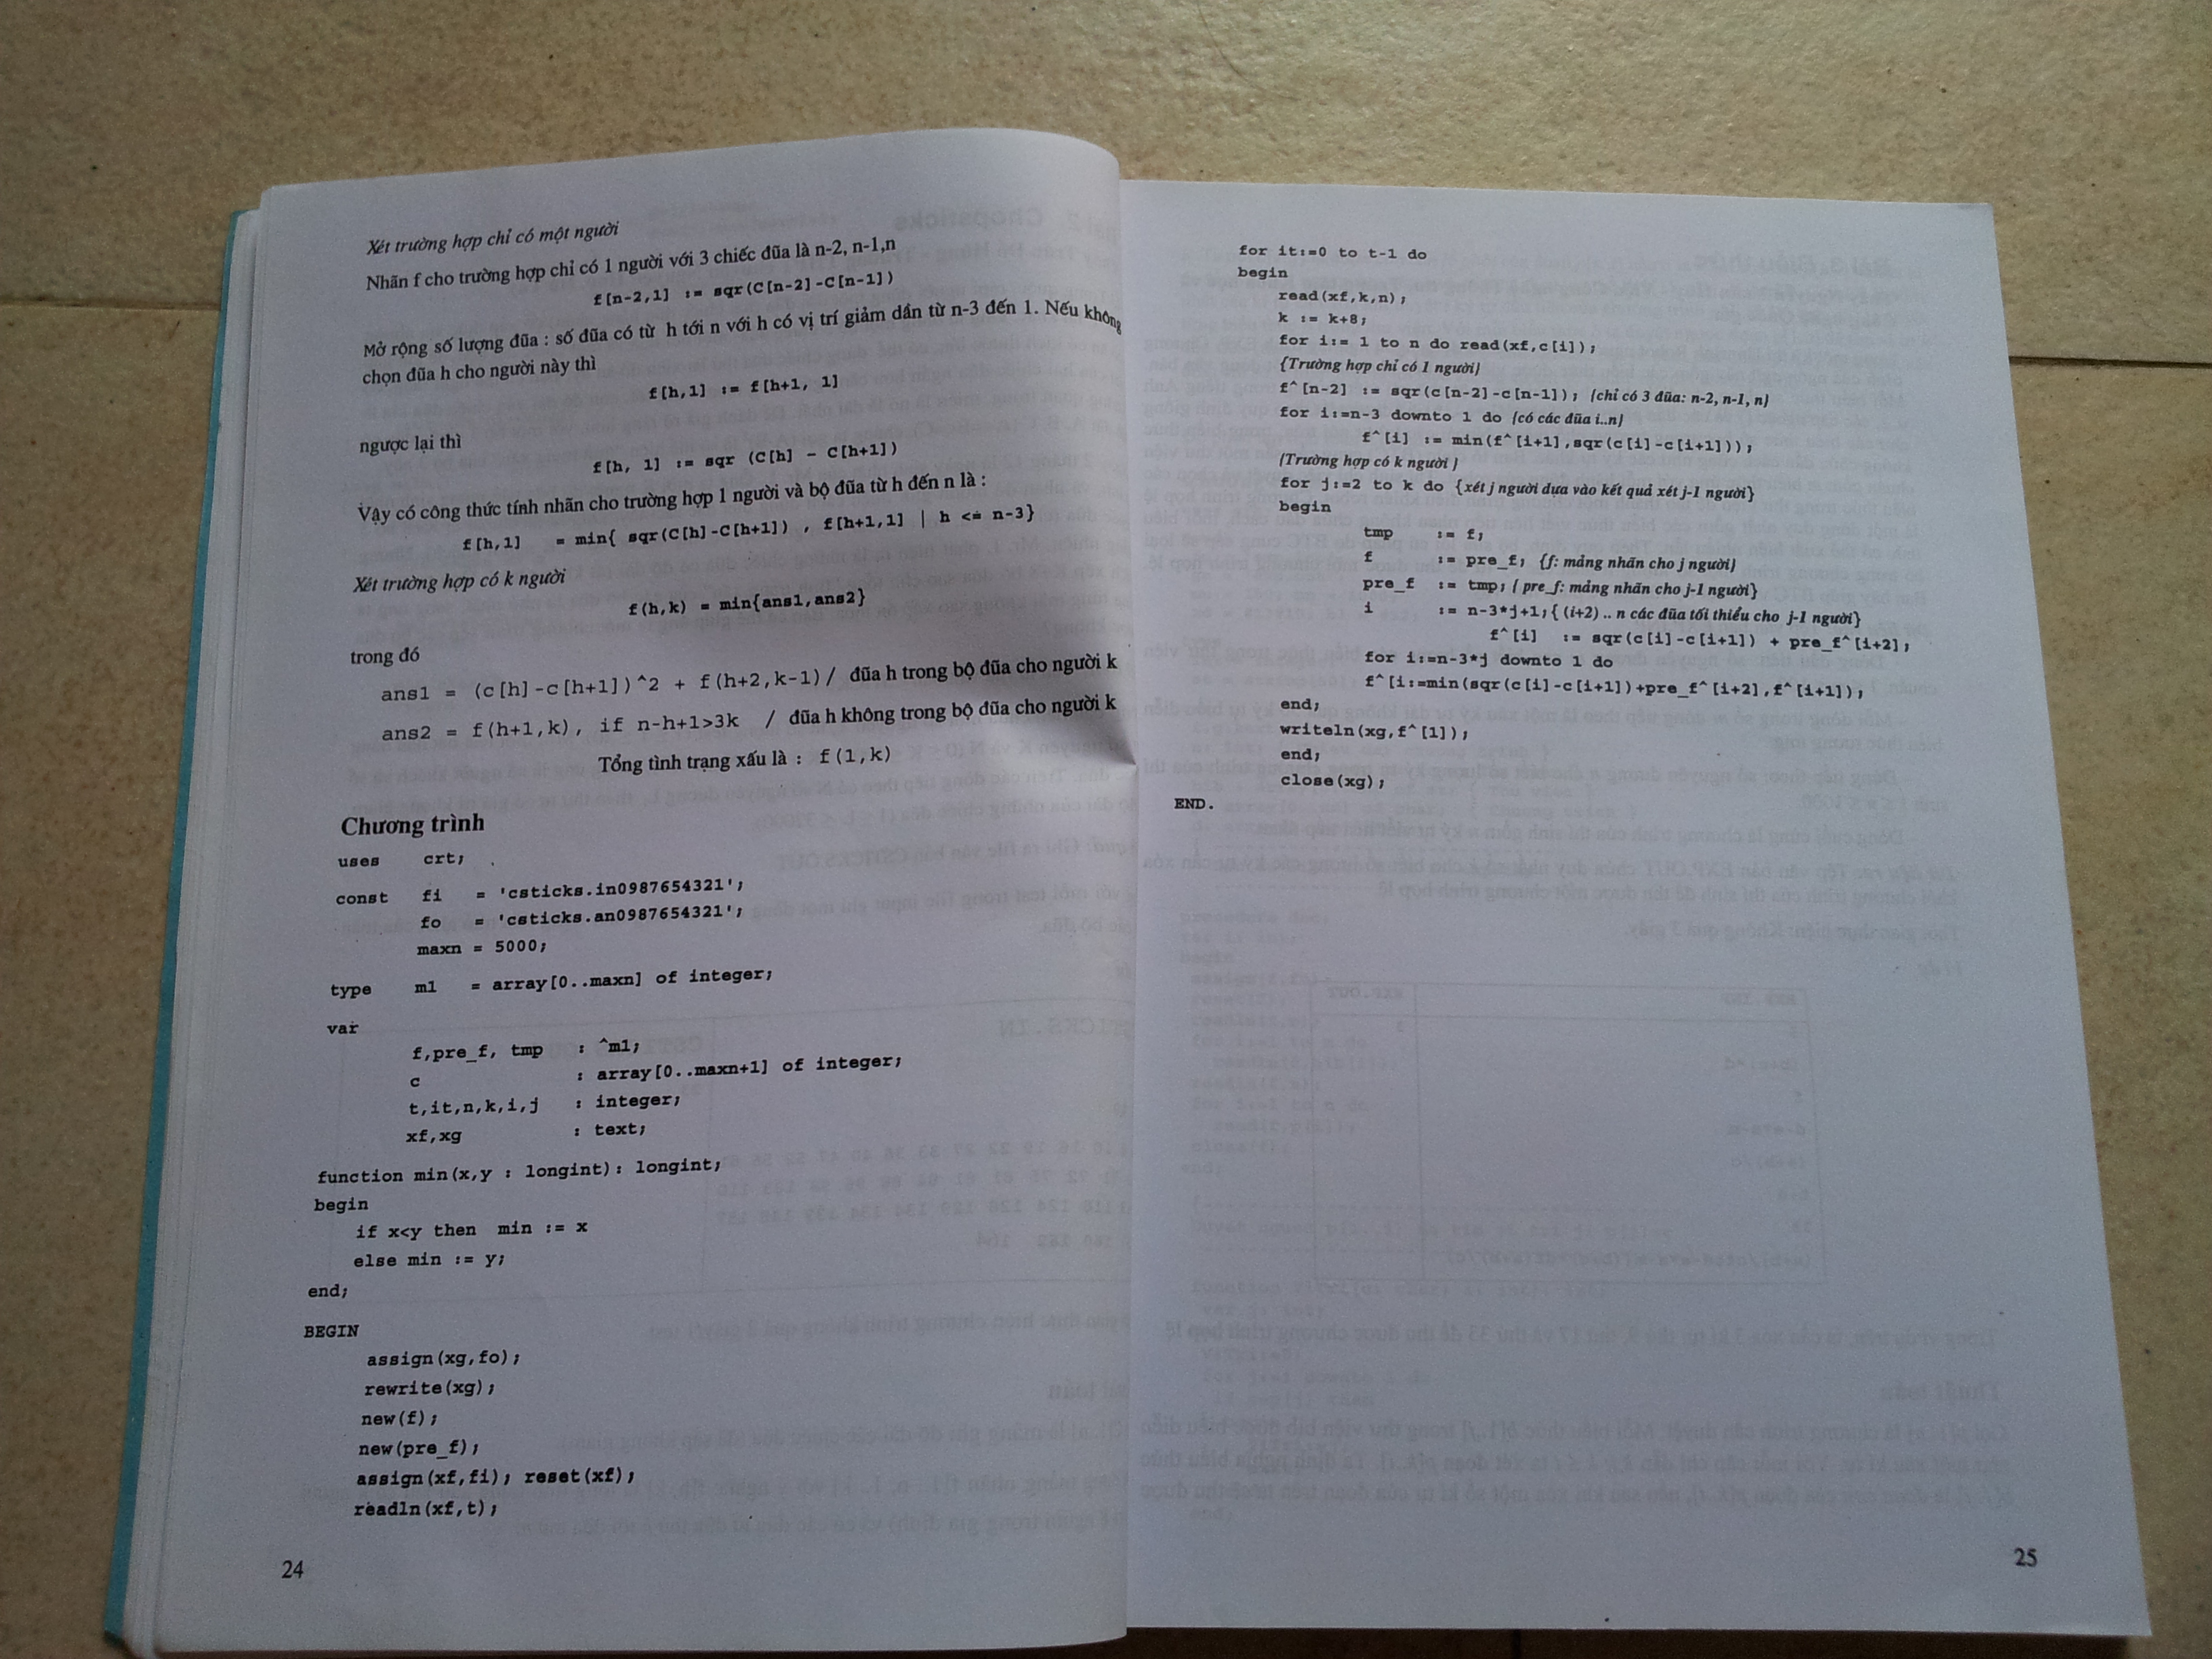 Xét trường hợp chỉ có một người
Nhãn f cho trường hợp chỉ có 1 người với 3 chiếc đũa là n-2, n-1,n
f[n-2,1] := sqr(C[n-2]-C[n-1])
Mở rộng số lượng đũa : số đũa có từ h tới n với h có vị trí giảm dần từ n-3 đến 1. Nếu không
chọn đũa h cho người này thì
f[h,1] := f[h+1, 1]
ngược lại thì
f[h, 1] := sqr (C[h] - C[h+1])
Vậy có công thức tính nhãn cho trường hợp 1 người và bộ đũa từ h đến n là :
f[h,1] = min{ sqr(C[h]-C[h+1]) , f[h+1,1] | h <= n-3}
Xét trường hợp có k người
f(h,k) = min{ans1,ans2}
trong đó
ans1 = (c[h]-c[h+1])^2 + f(h+2,k-1)/ đũa h trong bộ đũa cho người k
ans2 = f(h+1,k), if n-h+1>3k / đũa h không trong bộ đũa cho người k
Tổng tình trạng xấu là : f(1,k)
Chương trình
uses crt;
const fi = 'csticks.in0987654321';
fo = 'csticks.an0987654321';
maxn = 5000;
type m1 = array[0..maxn] of integer;
var
f,pre_f, tmp : ^m1;
c : array[0..maxn+1] of integer;
t,it,n,k,i,j : integer;
xf,xg : text;
function min(x,y : longint): longint;
begin
if x<y then min := x
else min := y;
end;
BEGIN
assign(xg,fo);
rewrite(xg);
new(f);
new(pre_f);
assign(xf,fi); reset(xf);
readln(xf,t);
24
for it:=0 to t-1 do
begin
read(xf,k,n);
k := k+8;
for i:= 1 to n do read(xf,c[i]);
{Trường hợp chỉ có 1 người}
f^[n-2] := sqr(c[n-2]-c[n-1]); {chỉ có 3 đũa: n-2, n-1, n}
for i:=n-3 downto 1 do {có các đũa i..n}
f^[i] := min(f^[i+1],sqr(c[i]-c[i+1]));
{Trường hợp có k người }
for j:=2 to k do {xét j người dựa vào kết quả xét j-1 người}
begin
tmp := f;
f := pre_f; {f: mảng nhãn cho j người}
pre_f := tmp; { pre_f: mảng nhãn cho j-1 người}
i := n-3*j+1; { (i+2) .. n các đũa tối thiểu cho j-1 người}
f^[i] := sqr(c[i]-c[i+1]) + pre_f^[i+2];
for i:=n-3*j downto 1 do
f^[i:=min(sqr(c[i]-c[i+1])+pre_f^[i+2],f^[i+1]);
end;
writeln(xg,f^[1]);
end;
close(xg);
END.
25